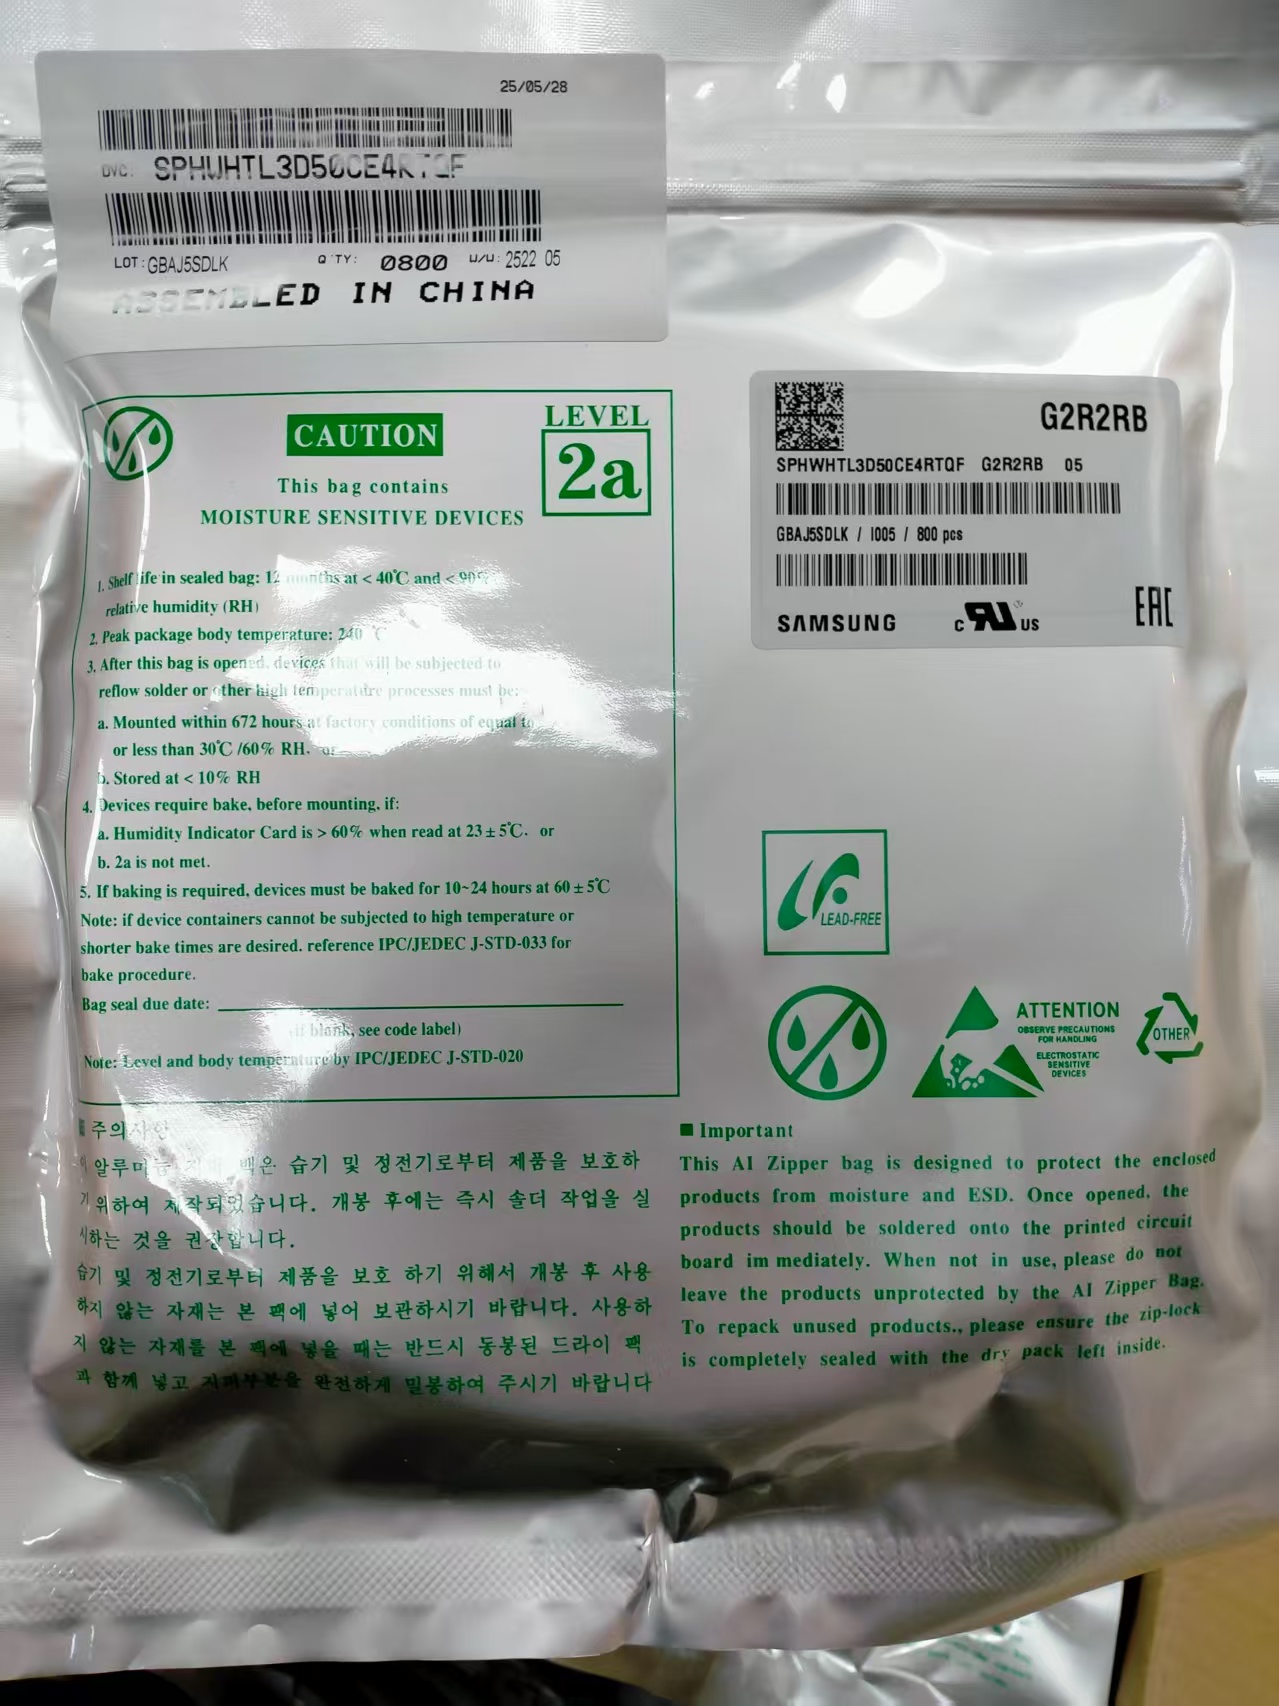 25/05/28
DVC: SPHWHTL3D50CE4RTQF
LOT:GBAJ5SDLK Q'TY: 0800 W/W: 2522 05
ASSEMBLED IN CHINA
CAUTION
This bag contains
MOISTURE SENSITIVE DEVICES
LEVEL
2a
1. Shelf life in sealed bag: 12 months at < 40℃ and < 90%
relative humidity (RH)
2. Peak package body temperature: 240 ℃
3. After this bag is opened, devices that will be subjected to
reflow solder or other high temperature processes must be:
a. Mounted within 672 hours at factory conditions of equal to
or less than 30℃ /60% RH, or
b. Stored at < 10% RH
4. Devices require bake, before mounting, if:
a. Humidity Indicator Card is > 60% when read at 23 ± 5℃. or
b. 2a is not met.
5. If baking is required, devices must be baked for 10~24 hours at 60 ± 5℃
Note: if device containers cannot be subjected to high temperature or
shorter bake times are desired. reference IPC/JEDEC J-STD-033 for
bake procedure.
Bag seal due date:
(if blank, see code label)
Note: Level and body temperature by IPC/JEDEC J-STD-020
G2R2RB
SPHWHTL3D50CE4RTQF G2R2RB 05
GBAJ5SDLK / I005 / 800 pcs
SAMSUNG c RU US EAC
LEAD-FREE
ATTENTION
OBSERVE PRECAUTIONS
FOR HANDLING
ELECTROSTATIC
SENSITIVE
DEVICES
OTHER
■ 주의사항
이 알루미늄 지퍼 백은 습기 및 정전기로부터 제품을 보호하
기 위하여 제작되었습니다. 개봉 후에는 즉시 솔더 작업을 실
시하는 것을 권장합니다.
습기 및 정전기로부터 제품을 보호 하기 위해서 개봉 후 사용
하지 않는 자재는 본 팩에 넣어 보관하시기 바랍니다. 사용하
지 않는 자재를 본 팩에 넣을 때는 반드시 동봉된 드라이 팩
과 함께 넣고 지퍼부분을 완전하게 밀봉하여 주시기 바랍니다
■ Important
This Al Zipper bag is designed to protect the enclosed
products from moisture and ESD. Once opened, the
products should be soldered onto the printed circuit
board im mediately. When not in use, please do not
leave the products unprotected by the Al Zipper Bag.
To repack unused products., please ensure the zip-lock
is completely sealed with the dry pack left inside.